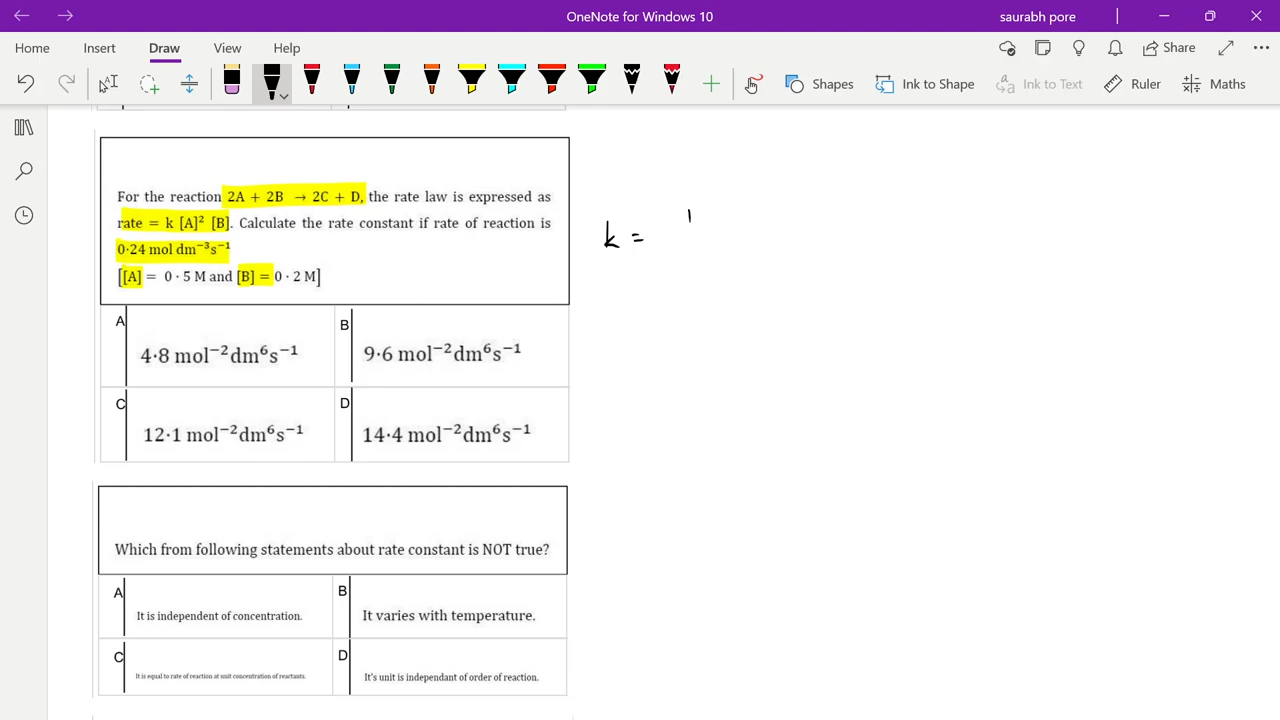 OneNote for Windows 10
saurabh pore
Home Insert Draw View Help
Share
Shapes Ink to Shape Ink to Text Ruler Maths
For the reaction 2A + 2B → 2C + D, the rate law is expressed as
rate = k [A]² [B]. Calculate the rate constant if rate of reaction is
0·24 mol dm⁻³s⁻¹
[[A] = 0 · 5 M and [B] = 0 · 2 M]
k =
A 4·8 mol⁻²dm⁶s⁻¹
B 9·6 mol⁻²dm⁶s⁻¹
C 12·1 mol⁻²dm⁶s⁻¹
D 14·4 mol⁻²dm⁶s⁻¹
Which from following statements about rate constant is NOT true?
A It is independent of concentration.
B It varies with temperature.
C It is equal to rate of reaction at unit concentration of reactants.
D It's unit is independant of order of reaction.